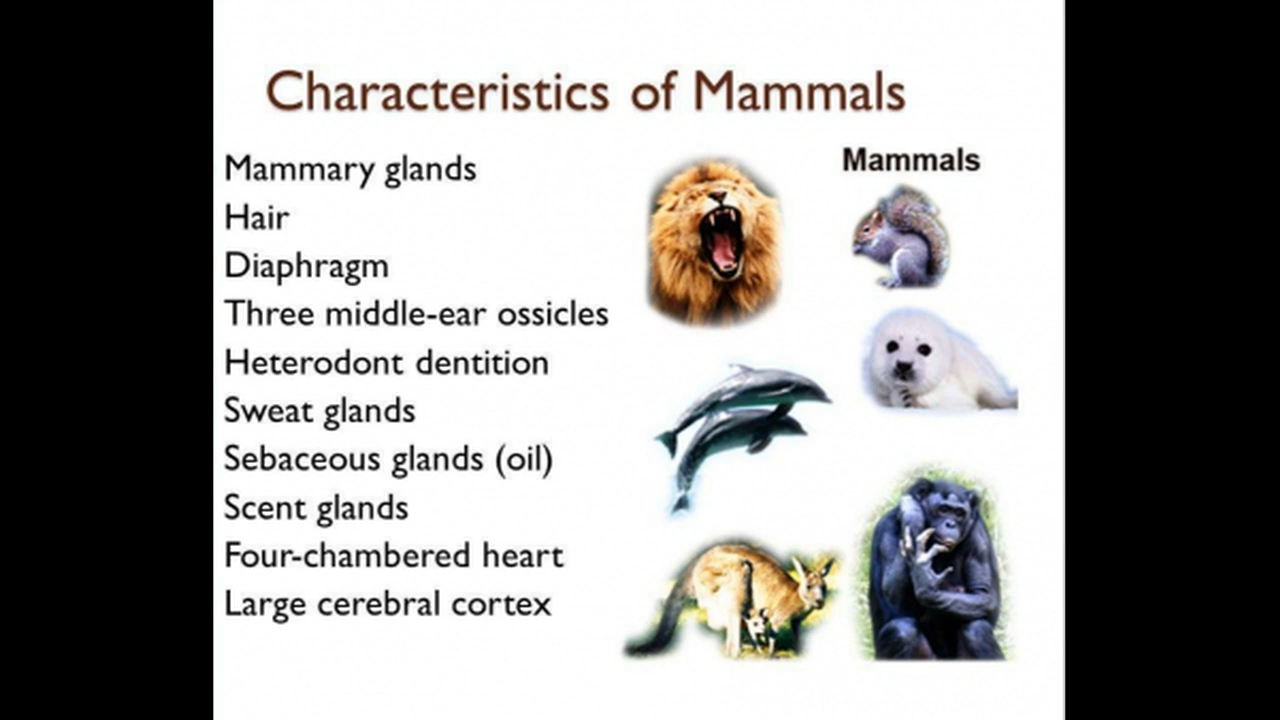 Characteristics of Mammals
Mammary glands
Hair
Diaphragm
Three middle-ear ossicles
Heterodont dentition
Sweat glands
Sebaceous glands (oil)
Scent glands
Four-chambered heart
Large cerebral cortex
Mammals